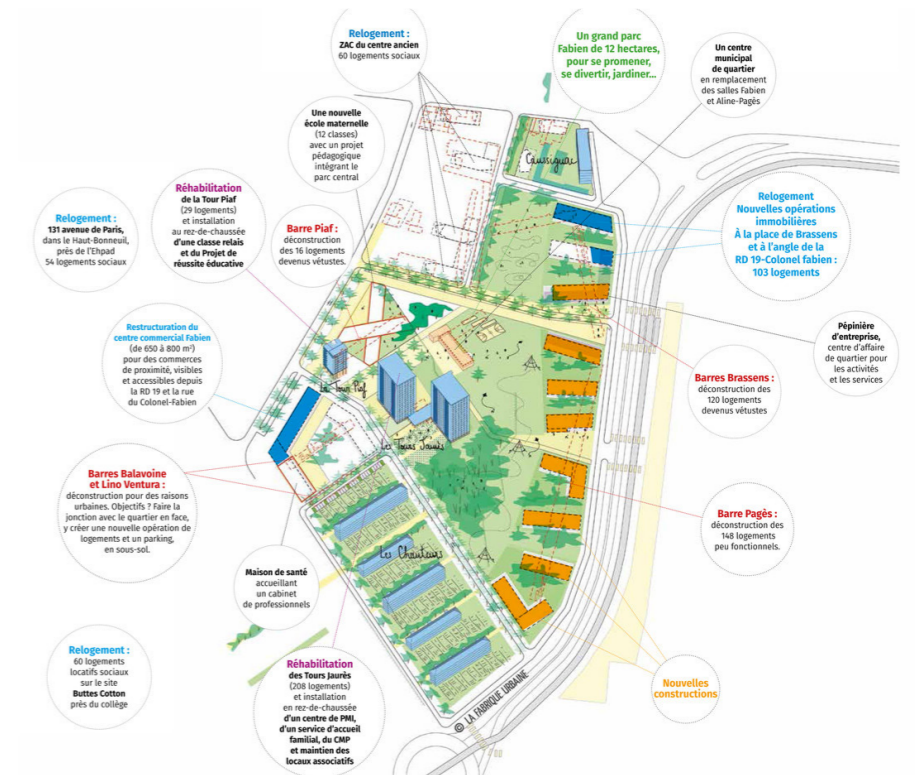 Relogement :
ZAC du centre ancien
60 logements sociaux
Un grand parc
Fabien de 12 hectares,
pour se promener,
se divertir, jardiner...
Un centre
municipal
de quartier
en remplacement
des salles Fabien
et Aline-Pagès
Une nouvelle
école maternelle
(12 classes)
avec un projet
pédagogique
intégrant le
parc central
Réhabilitation
de la Tour Piaf
(29 logements)
et installation
au rez-de-chaussée
d'une classe relais
et du Projet de
réussite éducative
Relogement :
131 avenue de Paris,
dans le Haut-Bonneuil,
près de l'Ehpad
54 logements sociaux
Barre Piaf :
déconstruction
des 16 logements
devenus vétustes.
Relogement
Nouvelles opérations
immobilières
À la place de Brassens
et à l'angle de la
RD 19-Colonel fabien :
103 logements
Restructuration du
centre commercial Fabien
(de 650 à 800 m²)
pour des commerces
de proximité, visibles
et accessibles depuis
la RD 19 et la rue
du Colonel-Fabien
Pépinière
d'entreprise,
centre d'affaire
de quartier pour
les activités
et les services
Barres Brassens :
déconstruction des
120 logements
devenus vétustes
La Tour Piaf
Les Tours Jaurès
Barres Balavoine
et Lino Ventura :
déconstruction pour des raisons
urbaines. Objectifs ? Faire la
jonction avec le quartier en face,
y créer une nouvelle opération de
logements et un parking,
en sous-sol.
Barre Pagès :
déconstruction des
148 logements
peu fonctionnels.
Les Chanteurs
Maison de santé
accueillant
un cabinet
de professionnels
Relogement :
60 logements
locatifs sociaux
sur le site
Buttes Cotton
près du collège
Réhabilitation
des Tours Jaurès
(208 logements)
et installation
en rez-de-chaussée
d'un centre de PMI,
d'un service d'accueil
familial, du CMP
et maintien des
locaux associatifs
Nouvelles
constructions
© LA FABRIQUE URBAINE